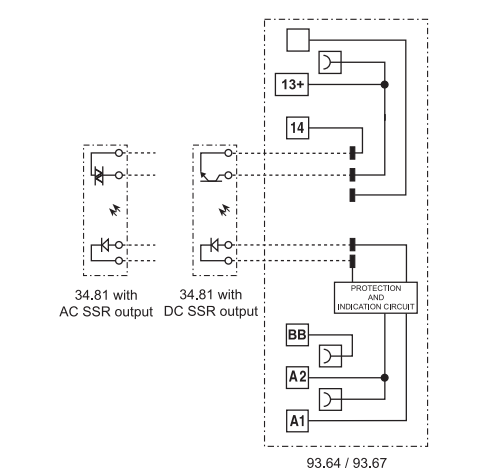 13+
14
34.81 with
AC SSR output
34.81 with
DC SSR output
PROTECTION
AND
INDICATION CIRCUIT
BB
A2
A1
93.64 / 93.67